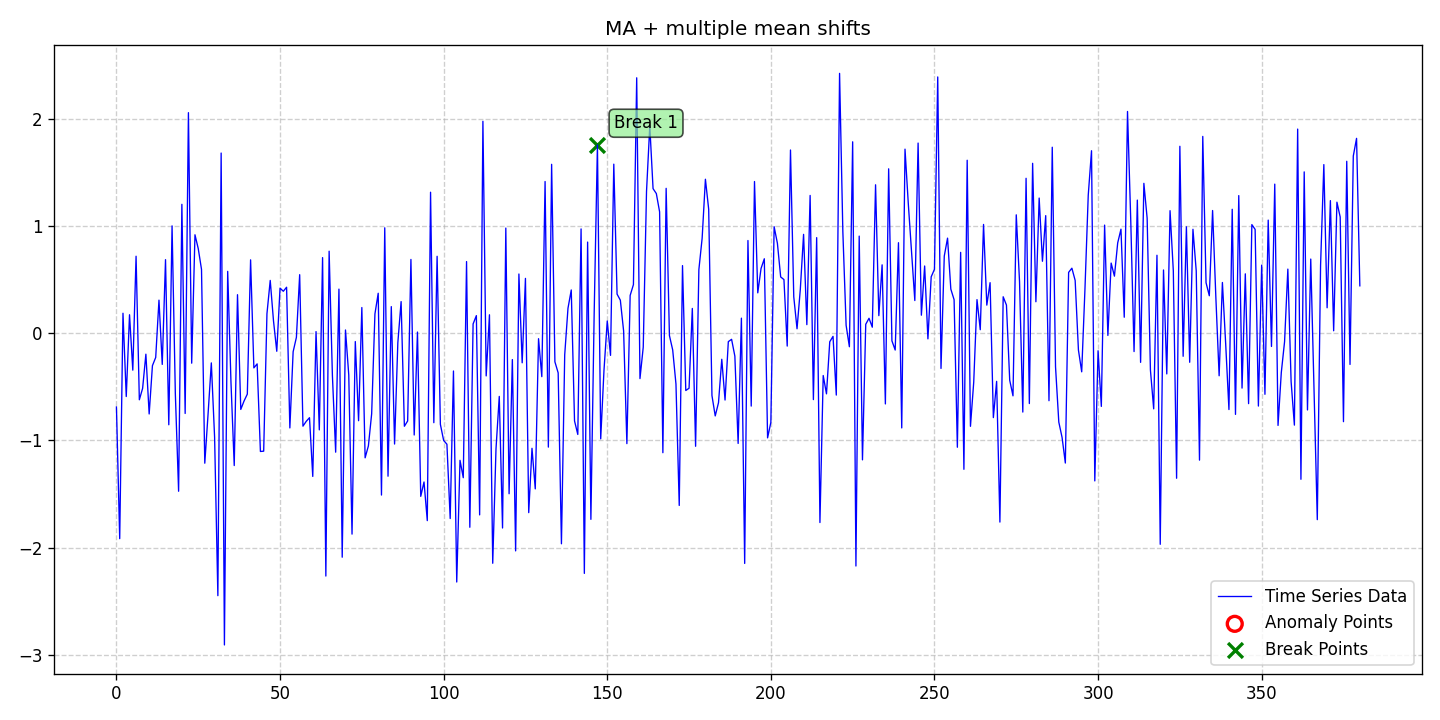 MA + multiple mean shifts
2
1
0
−1
−2
−3
Break 1
Time Series Data
Anomaly Points
Break Points
0 50 100 150 200 250 300 350